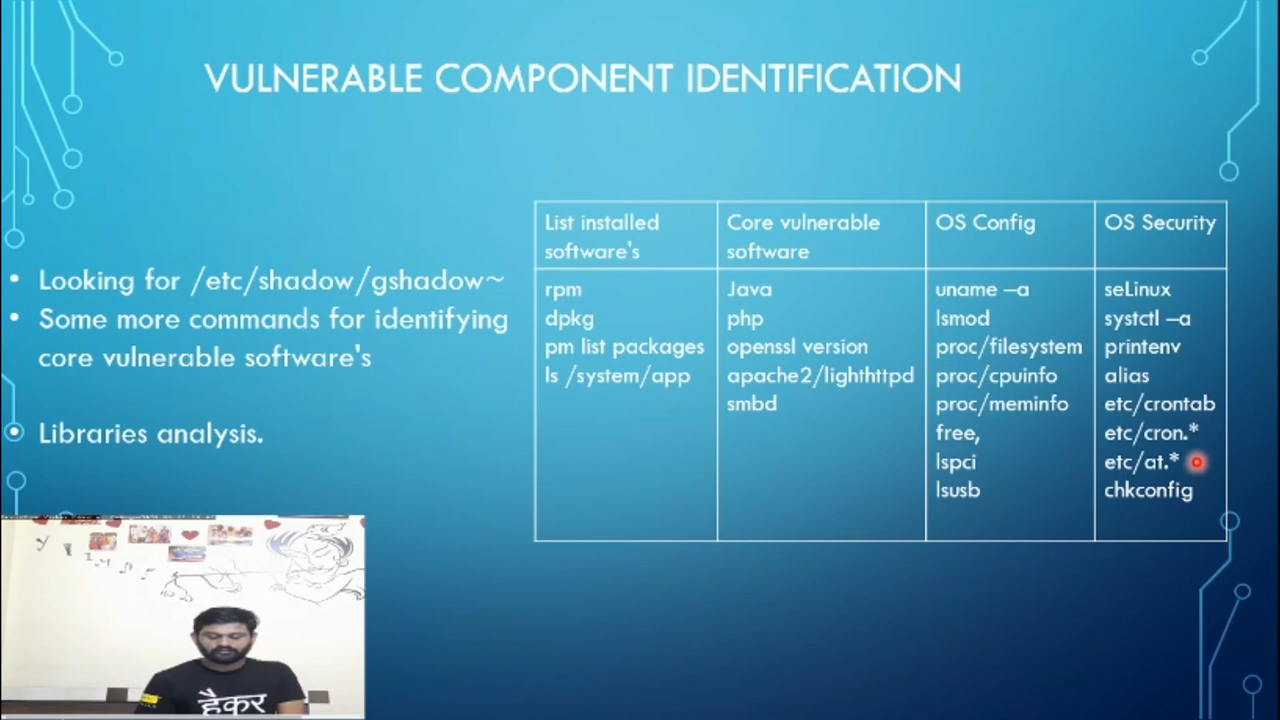 VULNERABLE COMPONENT IDENTIFICATION
• Looking for /etc/shadow/gshadow~
• Some more commands for identifying
core vulnerable software's
• Libraries analysis.
List installed
software's
rpm
dpkg
pm list packages
ls /system/app
Core vulnerable
software
Java
php
openssl version
apache2/lighthttpd
smbd
OS Config
uname –a
lsmod
proc/filesystem
proc/cpuinfo
proc/meminfo
free,
lspci
lsusb
OS Security
seLinux
systctl –a
printenv
alias
etc/crontab
etc/cron.*
etc/at.*
chkconfig
हैकर